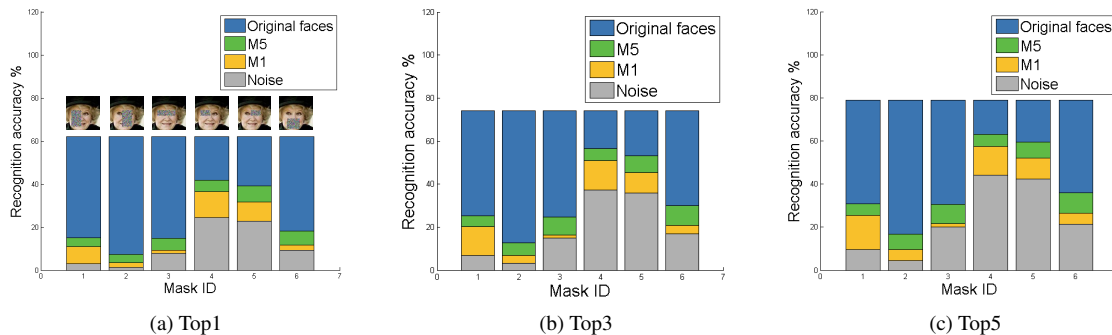 120
100
80
60
40
20
0
Recognition accuracy %
Original faces
M5
M1
Noise
0 1 2 3 4 5 6 7
Mask ID
(a) Top1
120
100
80
60
40
20
0
Recognition accuracy %
Original faces
M5
M1
Noise
0 1 2 3 4 5 6 7
Mask ID
(b) Top3
120
100
80
60
40
20
0
Recognition accuracy %
Original faces
M5
M1
Noise
0 1 2 3 4 5 6 7
Mask ID
(c) Top5